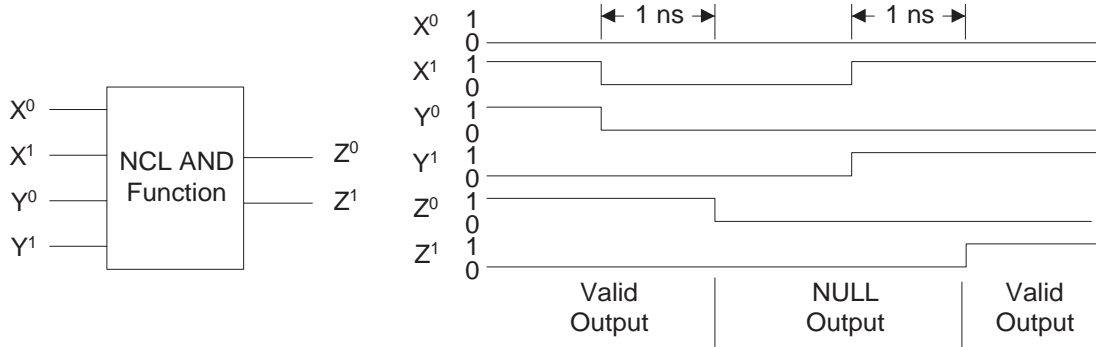 X⁰
X¹
Y⁰
Y¹
NCL AND
Function
Z⁰
Z¹
1 ns
1 ns
X⁰ 1
0
X¹ 1
0
Y⁰ 1
0
Y¹ 1
0
Z⁰ 1
0
Z¹ 1
0
Valid
Output
NULL
Output
Valid
Output